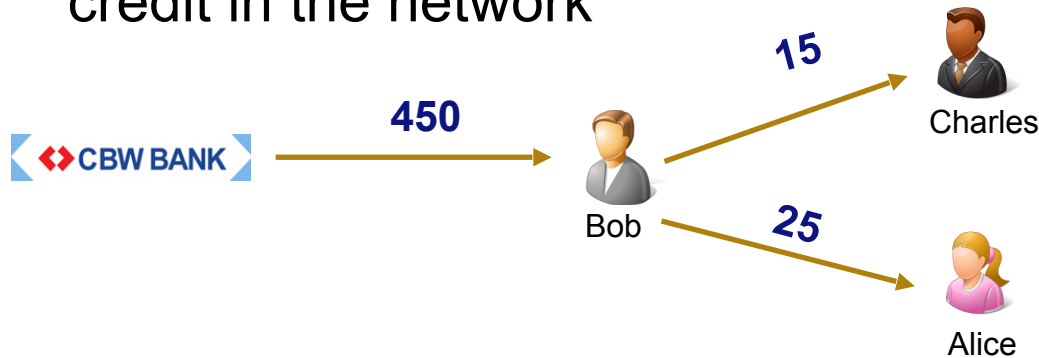 credit in the network
15
450
Charles
CBW BANK
Bob
25
Alice